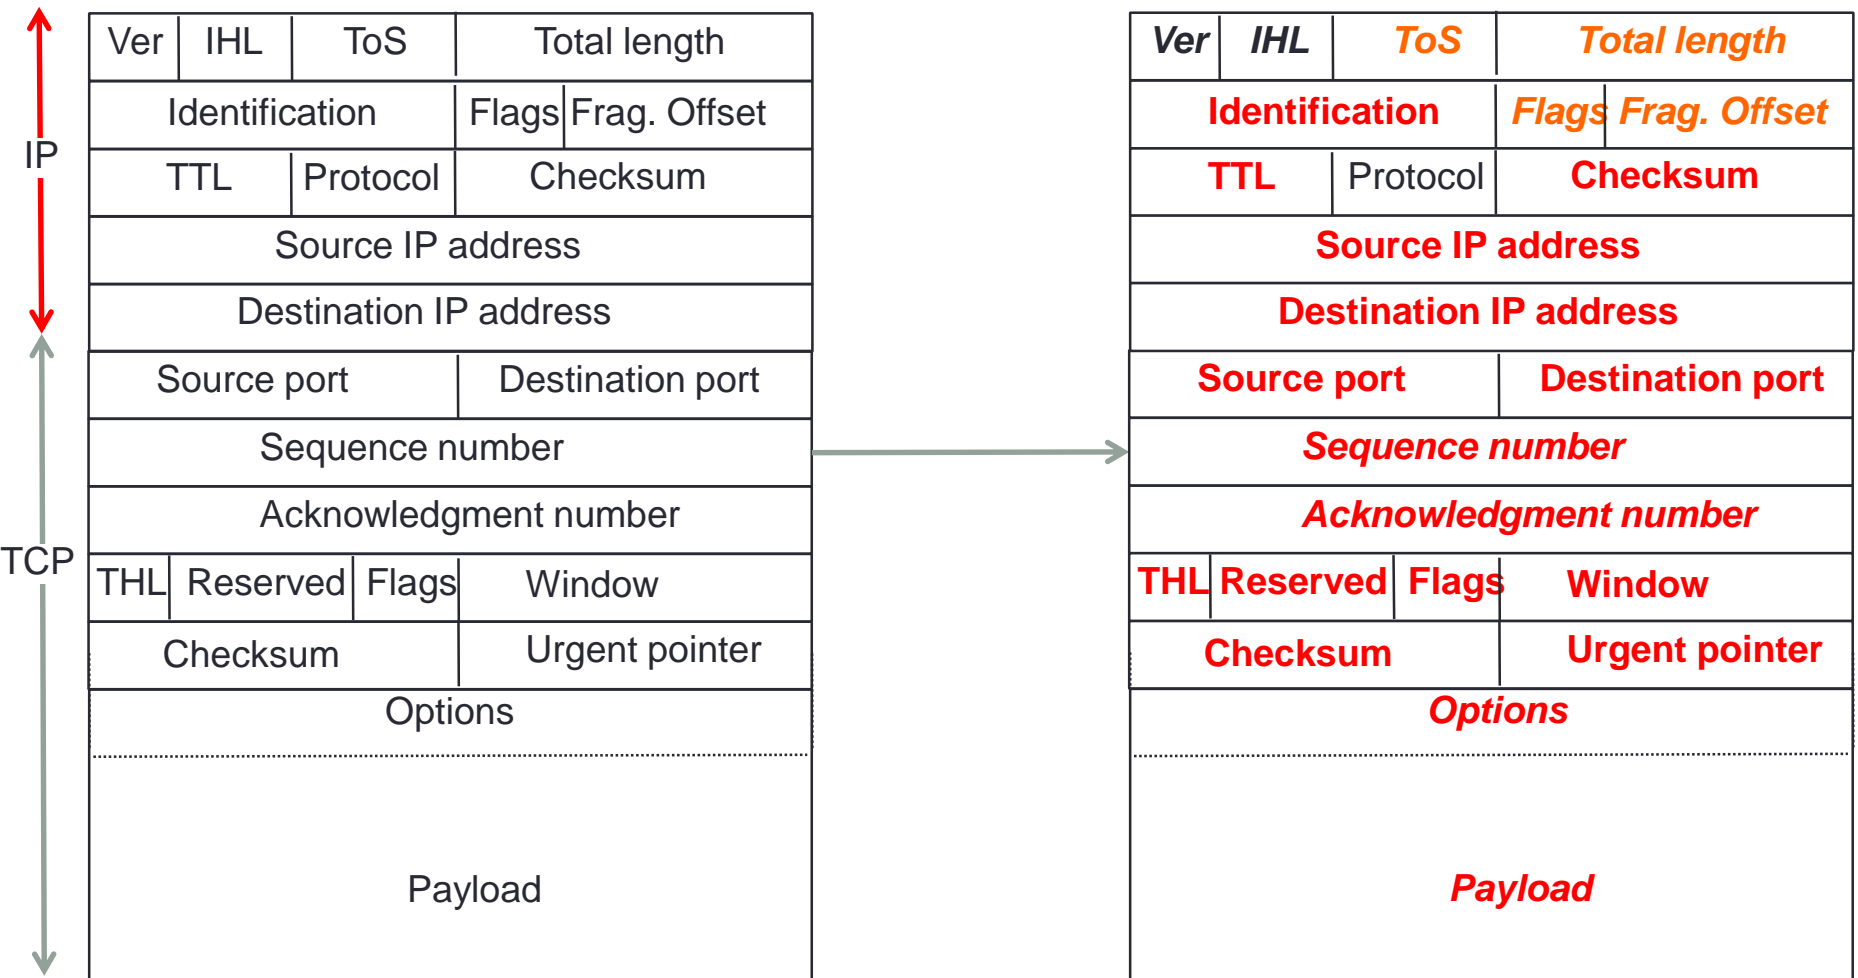 Ver IHL ToS Total length
Identification Flags Frag. Offset
IP
TTL Protocol Checksum
Source IP address
Destination IP address
Source port Destination port
Sequence number
Acknowledgment number
TCP
THL Reserved Flags Window
Checksum Urgent pointer
Options
Payload
Ver IHL ToS Total length
Identification Flags Frag. Offset
TTL Protocol Checksum
Source IP address
Destination IP address
Source port Destination port
Sequence number
Acknowledgment number
THL Reserved Flags Window
Checksum Urgent pointer
Options
Payload